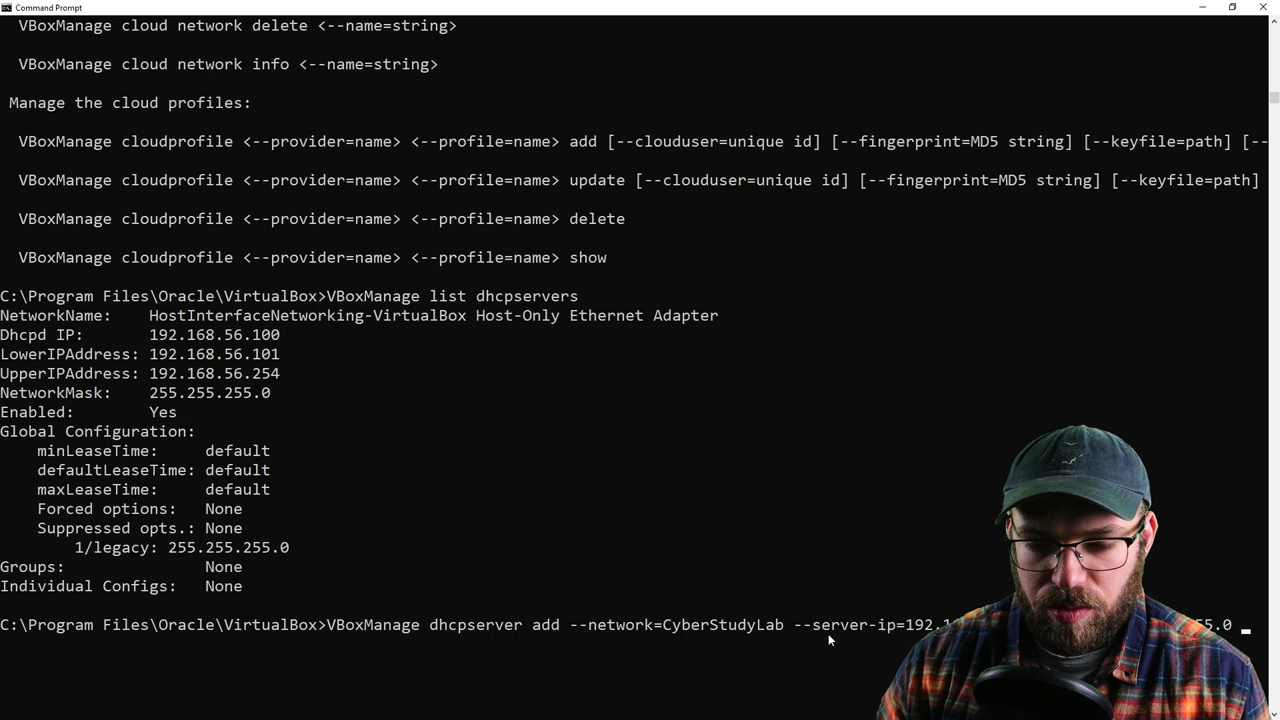 Command Prompt
VBoxManage cloud network delete <--name=string>
VBoxManage cloud network info <--name=string>
Manage the cloud profiles:
VBoxManage cloudprofile <--provider=name> <--profile=name> add [--clouduser=unique id] [--fingerprint=MD5 string] [--keyfile=path] [--
VBoxManage cloudprofile <--provider=name> <--profile=name> update [--clouduser=unique id] [--fingerprint=MD5 string] [--keyfile=path]
VBoxManage cloudprofile <--provider=name> <--profile=name> delete
VBoxManage cloudprofile <--provider=name> <--profile=name> show
C:\Program Files\Oracle\VirtualBox>VBoxManage list dhcpservers
NetworkName:    HostInterfaceNetworking-VirtualBox Host-Only Ethernet Adapter
Dhcpd IP:       192.168.56.100
LowerIPAddress: 192.168.56.101
UpperIPAddress: 192.168.56.254
NetworkMask:    255.255.255.0
Enabled:        Yes
Global Configuration:
minLeaseTime:     default
defaultLeaseTime: default
maxLeaseTime:     default
Forced options:   None
Suppressed opts.: None
1/legacy: 255.255.255.0
Groups:               None
Individual Configs:   None
C:\Program Files\Oracle\VirtualBox>VBoxManage dhcpserver add --network=CyberStudyLab --server-ip=192.1 55.0